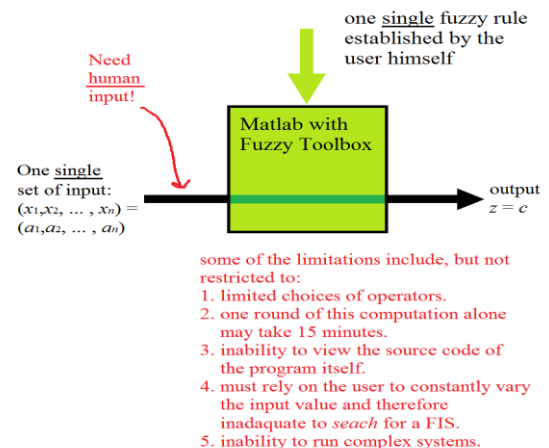 one single fuzzy rule
established by the
user himself
Need
human
input!
Matlab with
Fuzzy Toolbox
One single
set of input:
(x₁,x₂, ... , xₙ) =
(a₁,a₂, ... , aₙ)
output
z = c
some of the limitations include, but not
restricted to:
1. limited choices of operators.
2. one round of this computation alone
may take 15 minutes.
3. inability to view the source code of
the program itself.
4. must rely on the user to constantly vary
the input value and therefore
inadaquate to seach for a FIS.
5. inability to run complex systems.